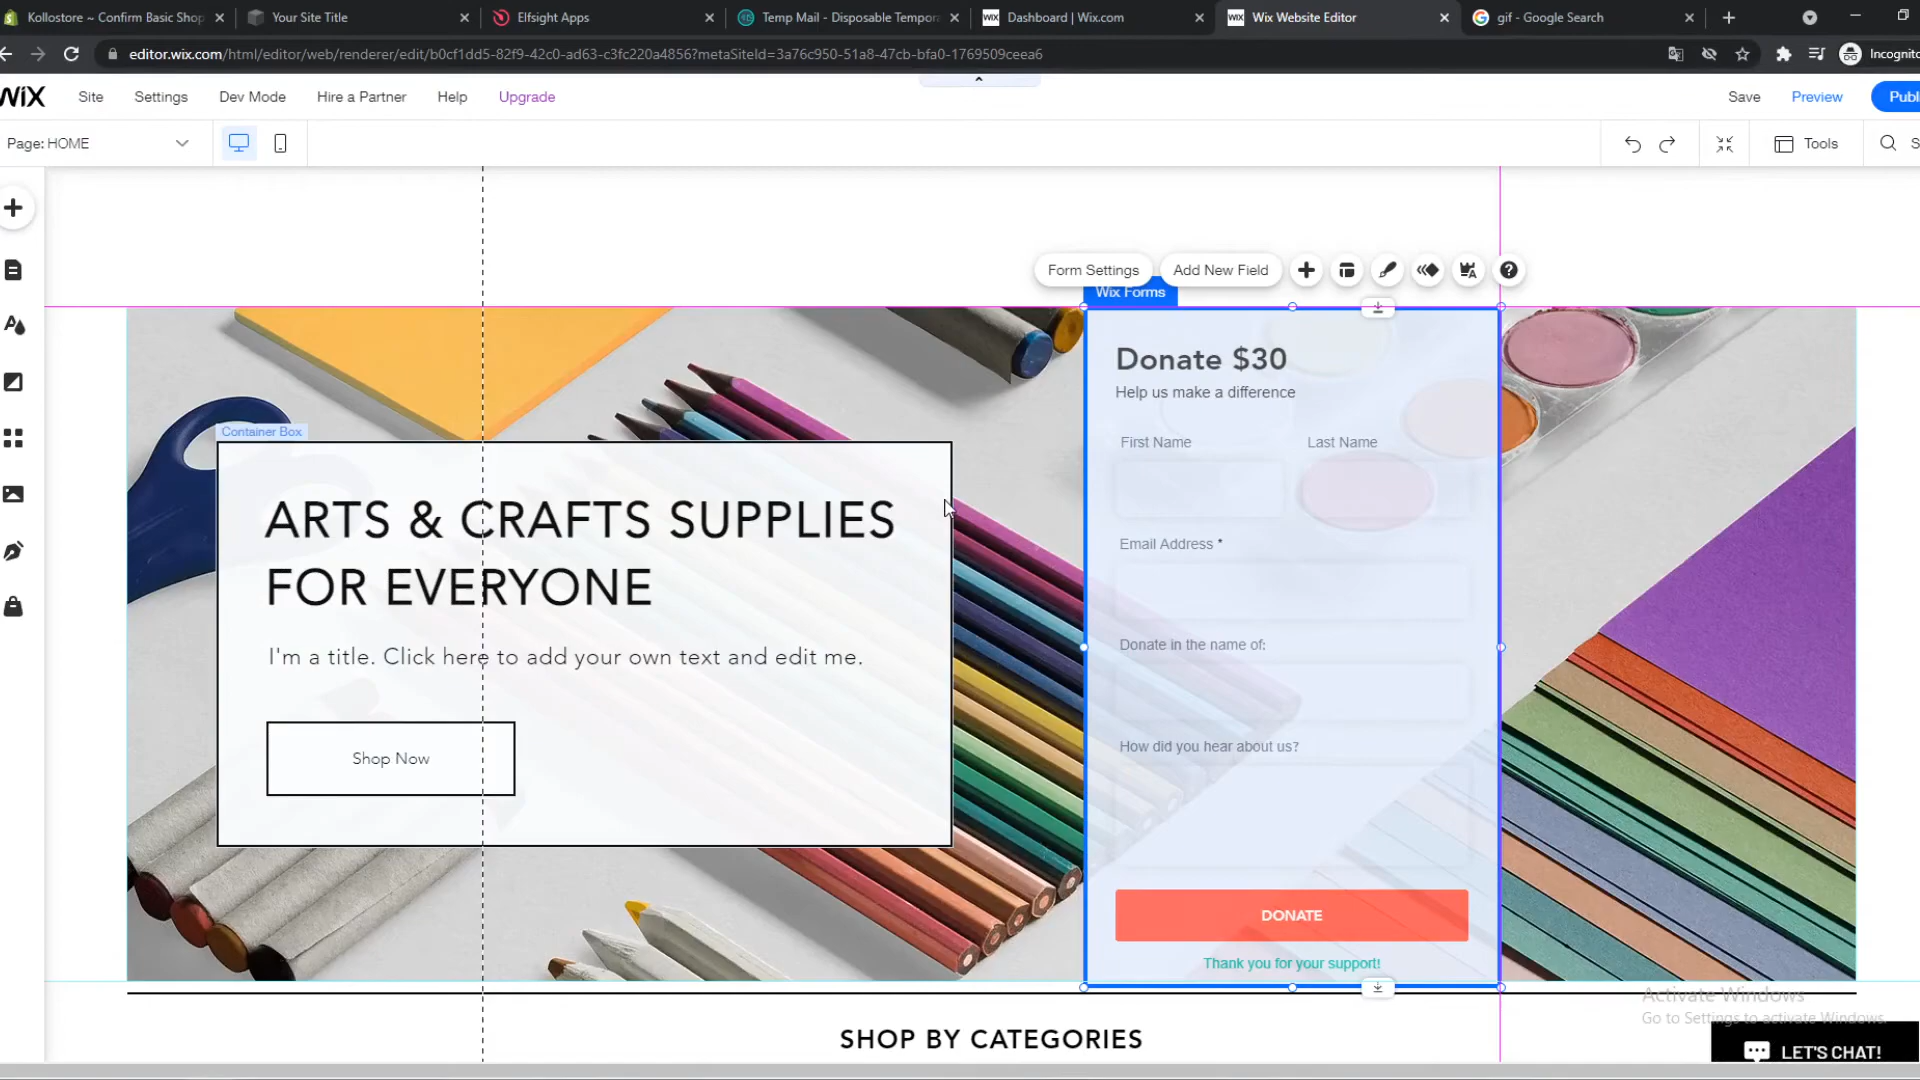 Kollostore ~ Confirm Basic Shop
Your Site Title
Elfsight Apps
Temp Mail - Disposable Tempora
WIX
Dashboard | Wix.com
WIX
Wix Website Editor
gif - Google Search
editor.wix.com/html/editor/web/renderer/edit/b0cf1dd5-82f9-42c0-ad63-c3fc220a4856?metaSiteId=3a76c950-51a8-47cb-bfa0-1769509ceea6
Incognito
WIX
Site
Settings
Dev Mode
Hire a Partner
Help
Upgrade
Save
Preview
Publi
Page: HOME
Tools
S
Form Settings
Add New Field
Wix Forms
Donate $30
Help us make a difference
Container Box
First Name
Last Name
ARTS & CRAFTS SUPPLIES
FOR EVERYONE
Email Address *
I'm a title. Click here to add your own text and edit me.
Donate in the name of:
Shop Now
How did you hear about us?
DONATE
Thank you for your support!
Activate Windows
Go to Settings to activate Windows.
SHOP BY CATEGORIES
LET'S CHAT!